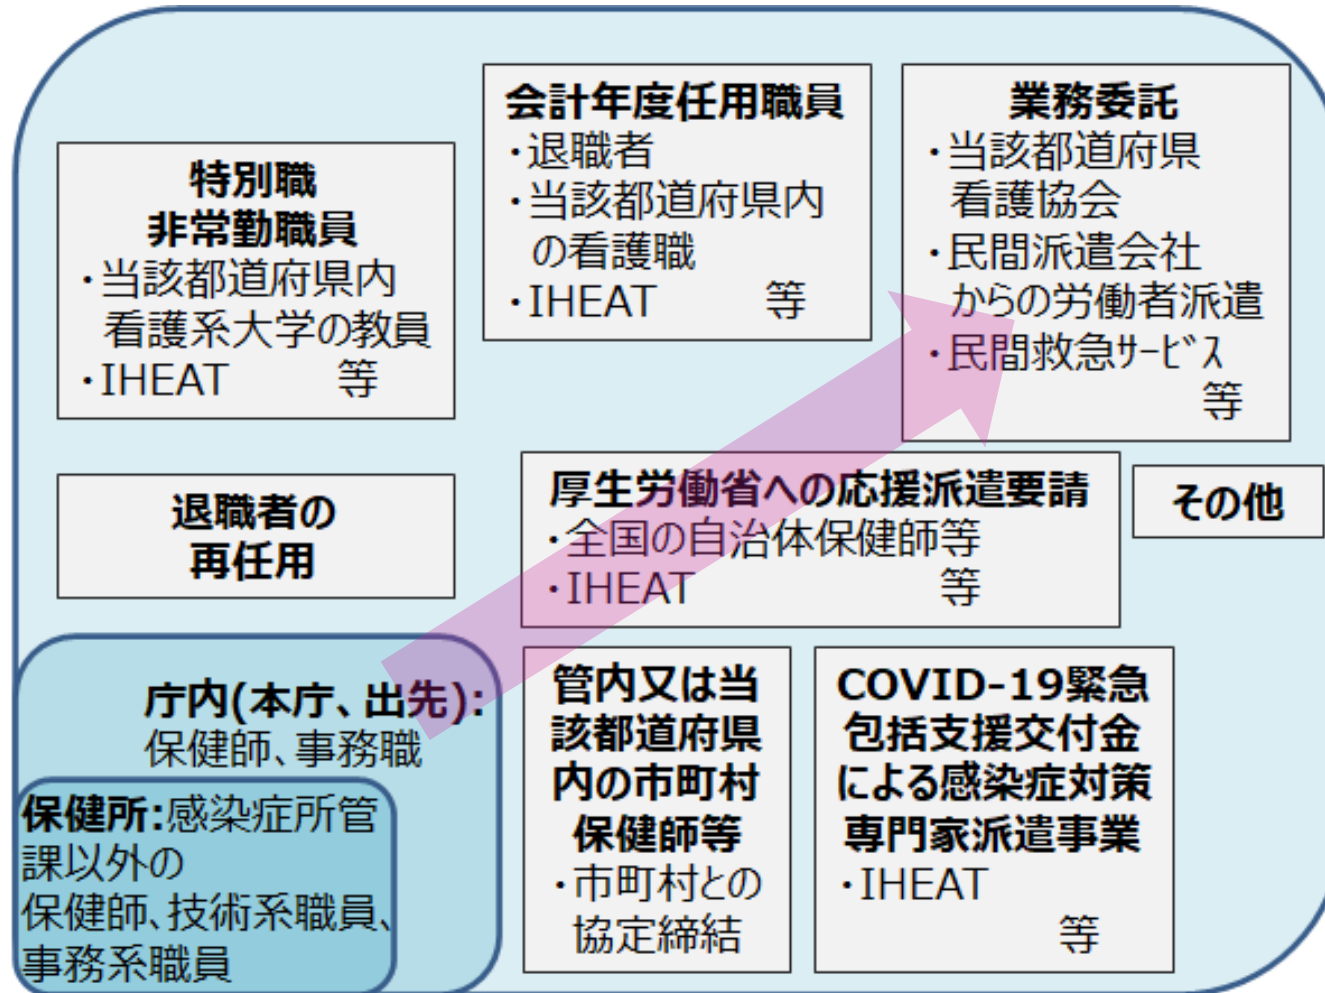 特別職
非常勤職員
・当該都道府県内
看護系大学の教員
・IHEAT 等
会計年度任用職員
・退職者
・当該都道府県内
の看護職
・IHEAT 等
業務委託
・当該都道府県
看護協会
・民間派遣会社
からの労働者派遣
・民間救急ｻｰﾋﾞｽ
等
退職者の
再任用
厚生労働省への応援派遣要請
・全国の自治体保健師等
・IHEAT 等
その他
庁内(本庁、出先):
保健師、事務職
保健所:感染症所管
課以外の
保健師、技術系職員、
事務系職員
管内又は当
該都道府県
内の市町村
保健師等
・市町村との
協定締結
COVID-19緊急
包括支援交付金
による感染症対策
専門家派遣事業
・IHEAT
等